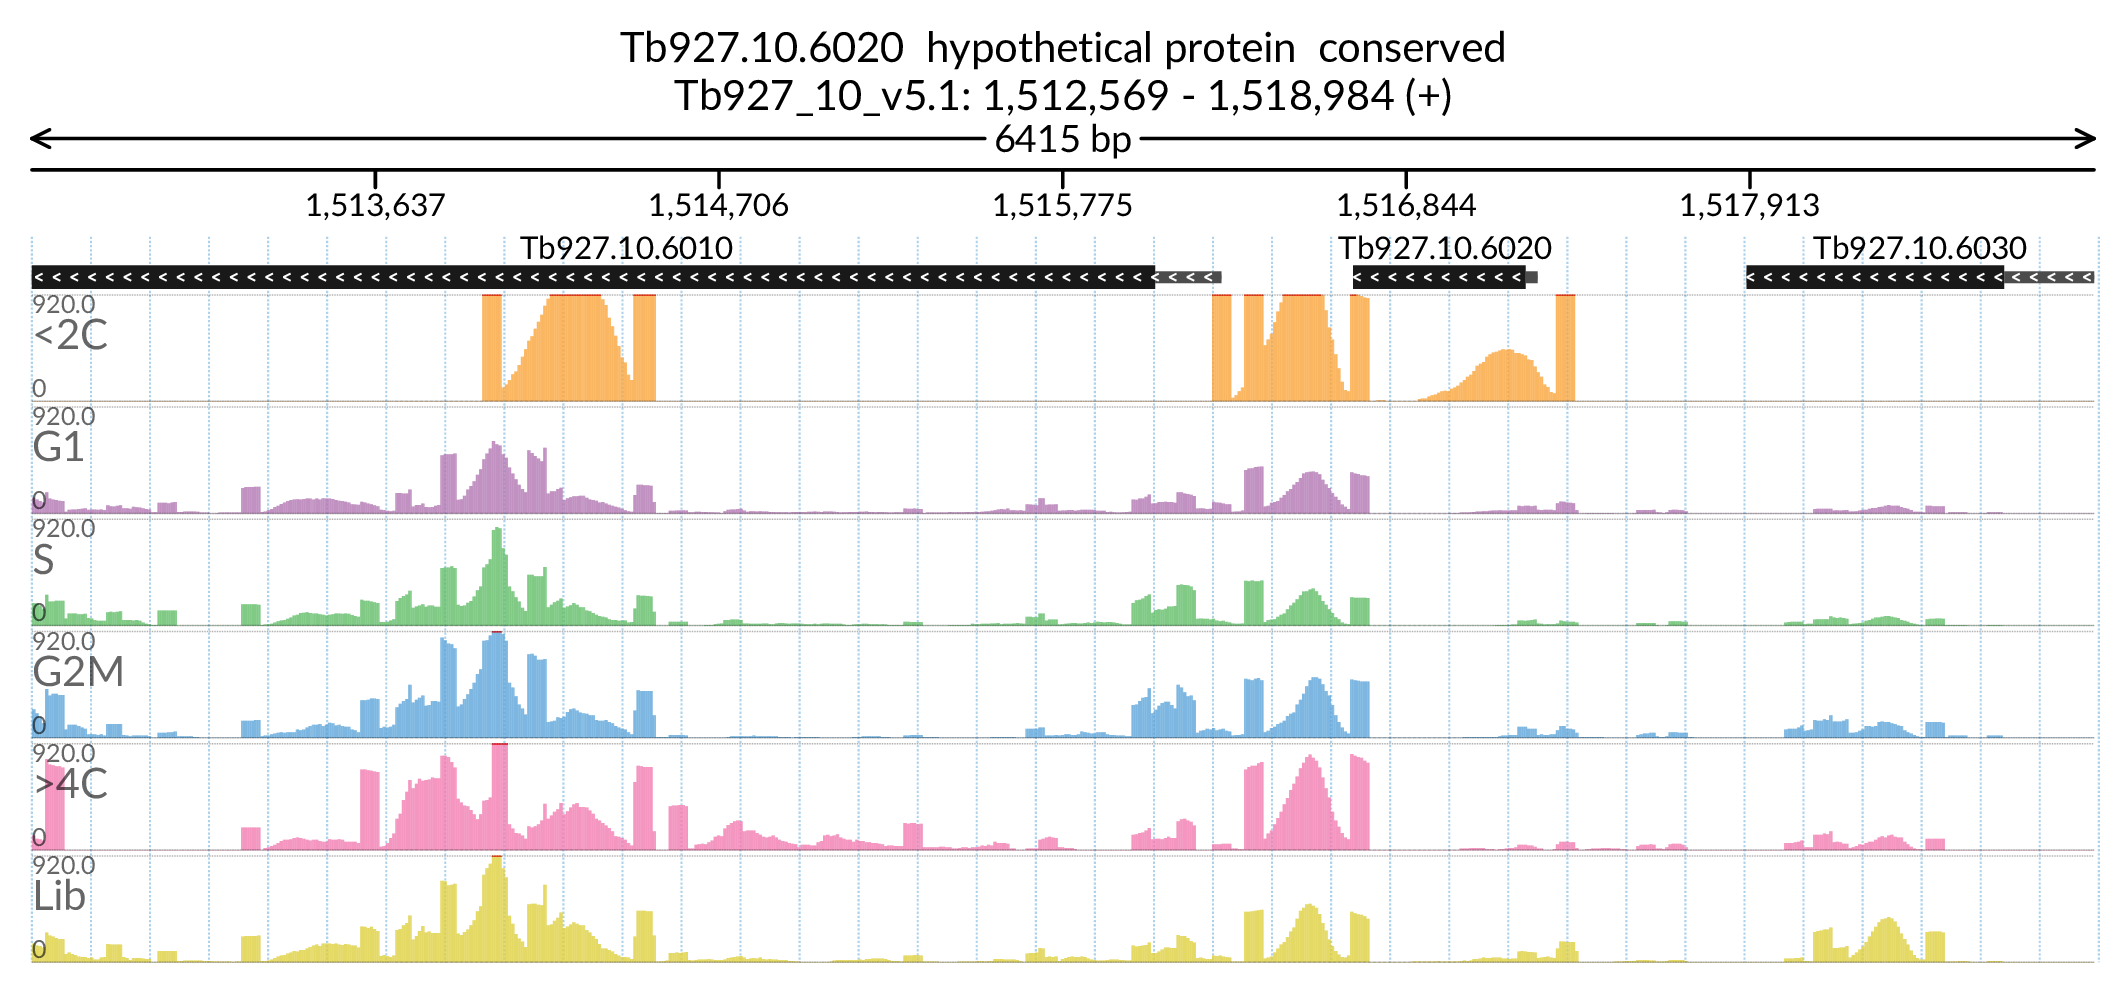 Tb927.10.6020  hypothetical protein  conserved
Tb927_10_v5.1: 1,512,569 - 1,518,984 (+)
6415 bp
1,513,637 1,514,706 1,515,775 1,516,844 1,517,913
Tb927.10.6010 Tb927.10.6020 Tb927.10.6030
920.0
<2C
0
920.0
G1
0
920.0
S
0
920.0
G2M
0
920.0
>4C
0
920.0
Lib
0